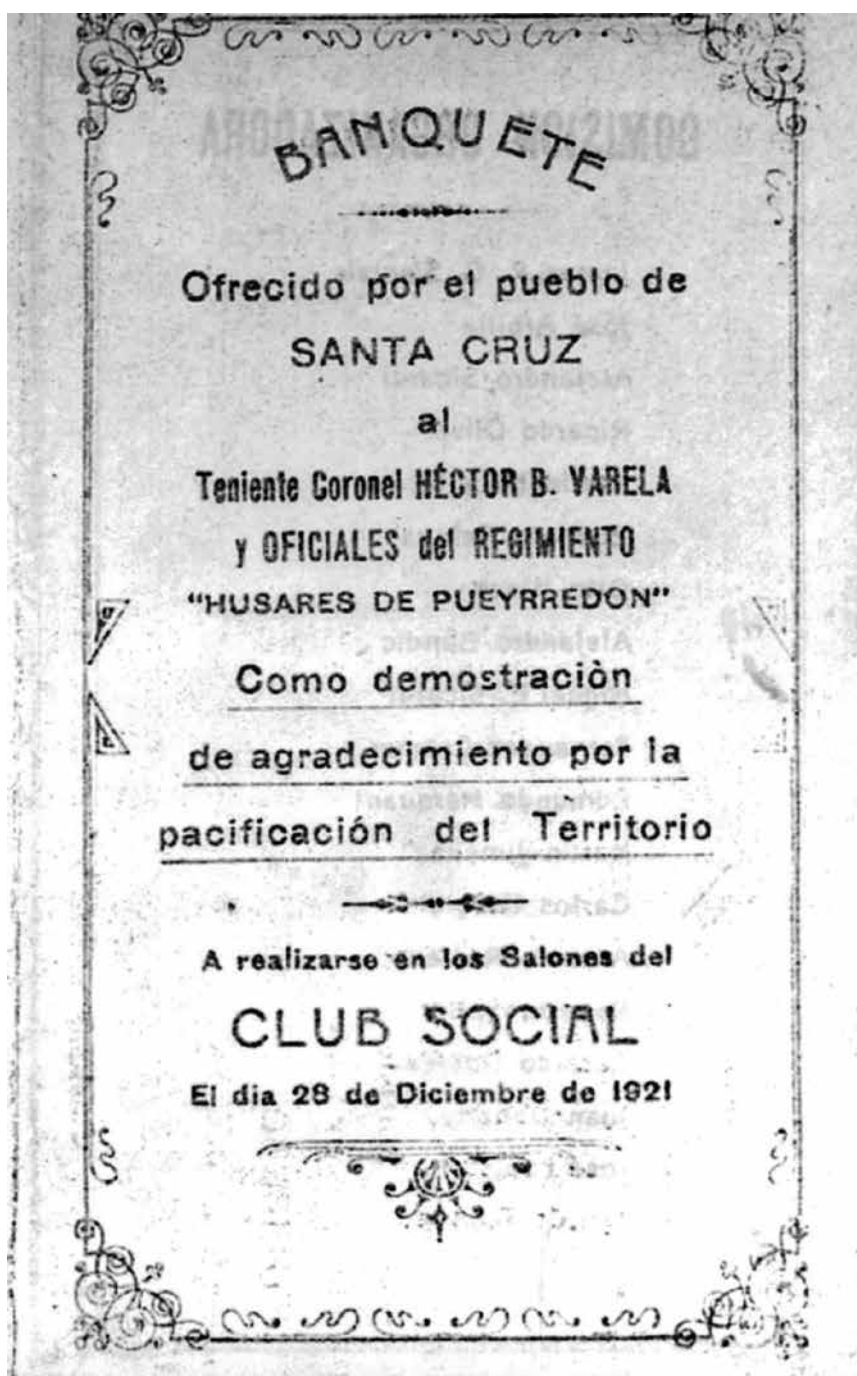 BANQUETE
Ofrecido por el pueblo de
SANTA CRUZ
al
Teniente Coronel HÉCTOR B. VARELA
y OFICIALES del REGIMIENTO
"HUSARES DE PUEYRREDON"
Como demostraciòn
de agradecimiento por la
pacificación del Territorio
A realizarse en los Salones del
CLUB SOCIAL
El dia 28 de Diciembre de 1921